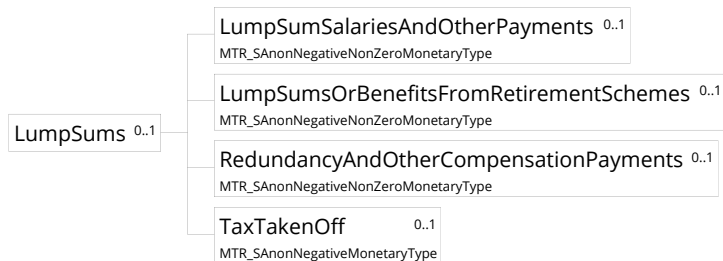 LumpSumSalariesAndOtherPayments 0..1
MTR_SAnonNegativeNonZeroMonetaryType
LumpSumsOrBenefitsFromRetirementSchemes 0..1
MTR_SAnonNegativeNonZeroMonetaryType
LumpSums 0..1
RedundancyAndOtherCompensationPayments 0..1
MTR_SAnonNegativeNonZeroMonetaryType
TaxTakenOff 0..1
MTR_SAnonNegativeMonetaryType